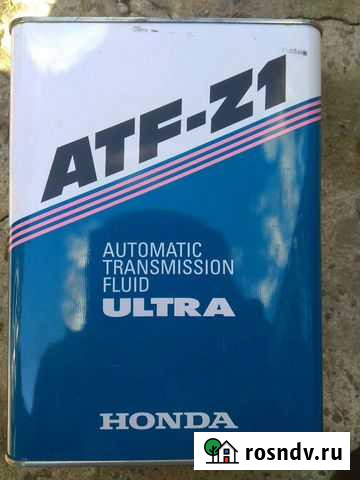 ATF-Z1
AUTOMATIC
TRANSMISSION
FLUID
ULTRA
HONDA
rosndv.ru